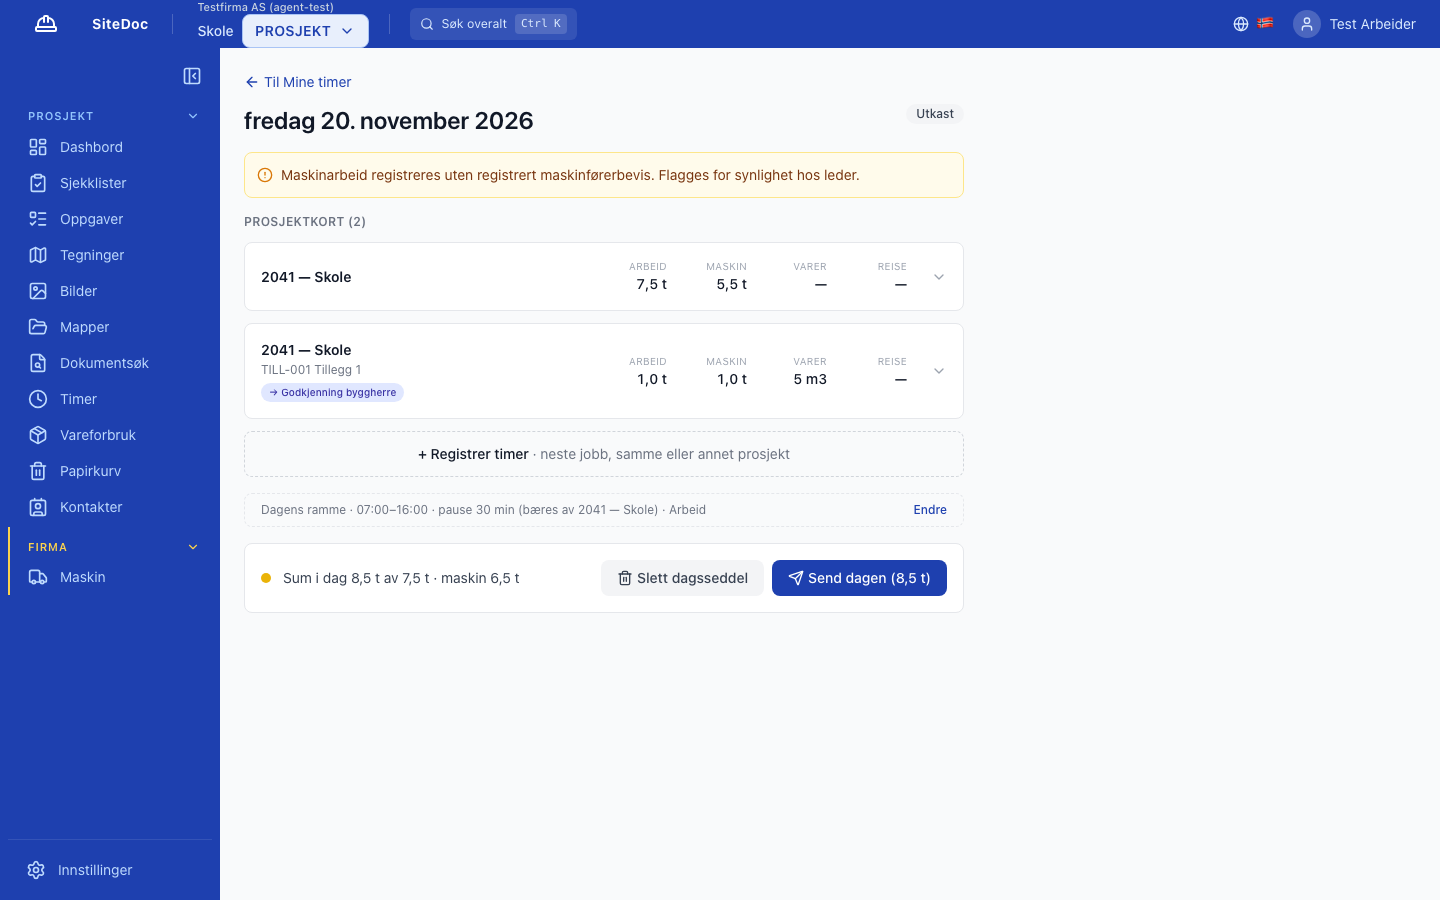 Testfirma AS (agent-test)
SiteDoc
Skole
PROSJEKT
Søk overalt
Ctrl K
Test Arbeider
PROSJEKT
Dashbord
Sjekklister
Oppgaver
Tegninger
Bilder
Mapper
Dokumentsøk
Timer
Vareforbruk
Papirkurv
Kontakter
FIRMA
Maskin
Innstillinger
Til Mine timer
fredag 20. november 2026
Utkast
Maskinarbeid registreres uten registrert maskinførerbevis. Flagges for synlighet hos leder.
PROSJEKTKORT (2)
2041 — Skole
ARBEID
7,5 t
MASKIN
5,5 t
VARER
—
REISE
—
2041 — Skole
TILL-001 Tillegg 1
→ Godkjenning byggherre
ARBEID
1,0 t
MASKIN
1,0 t
VARER
5 m3
REISE
—
+ Registrer timer · neste jobb, samme eller annet prosjekt
Dagens ramme · 07:00–16:00 · pause 30 min (bæres av 2041 — Skole) · Arbeid
Endre
Sum i dag 8,5 t av 7,5 t · maskin 6,5 t
Slett dagsseddel
Send dagen (8,5 t)